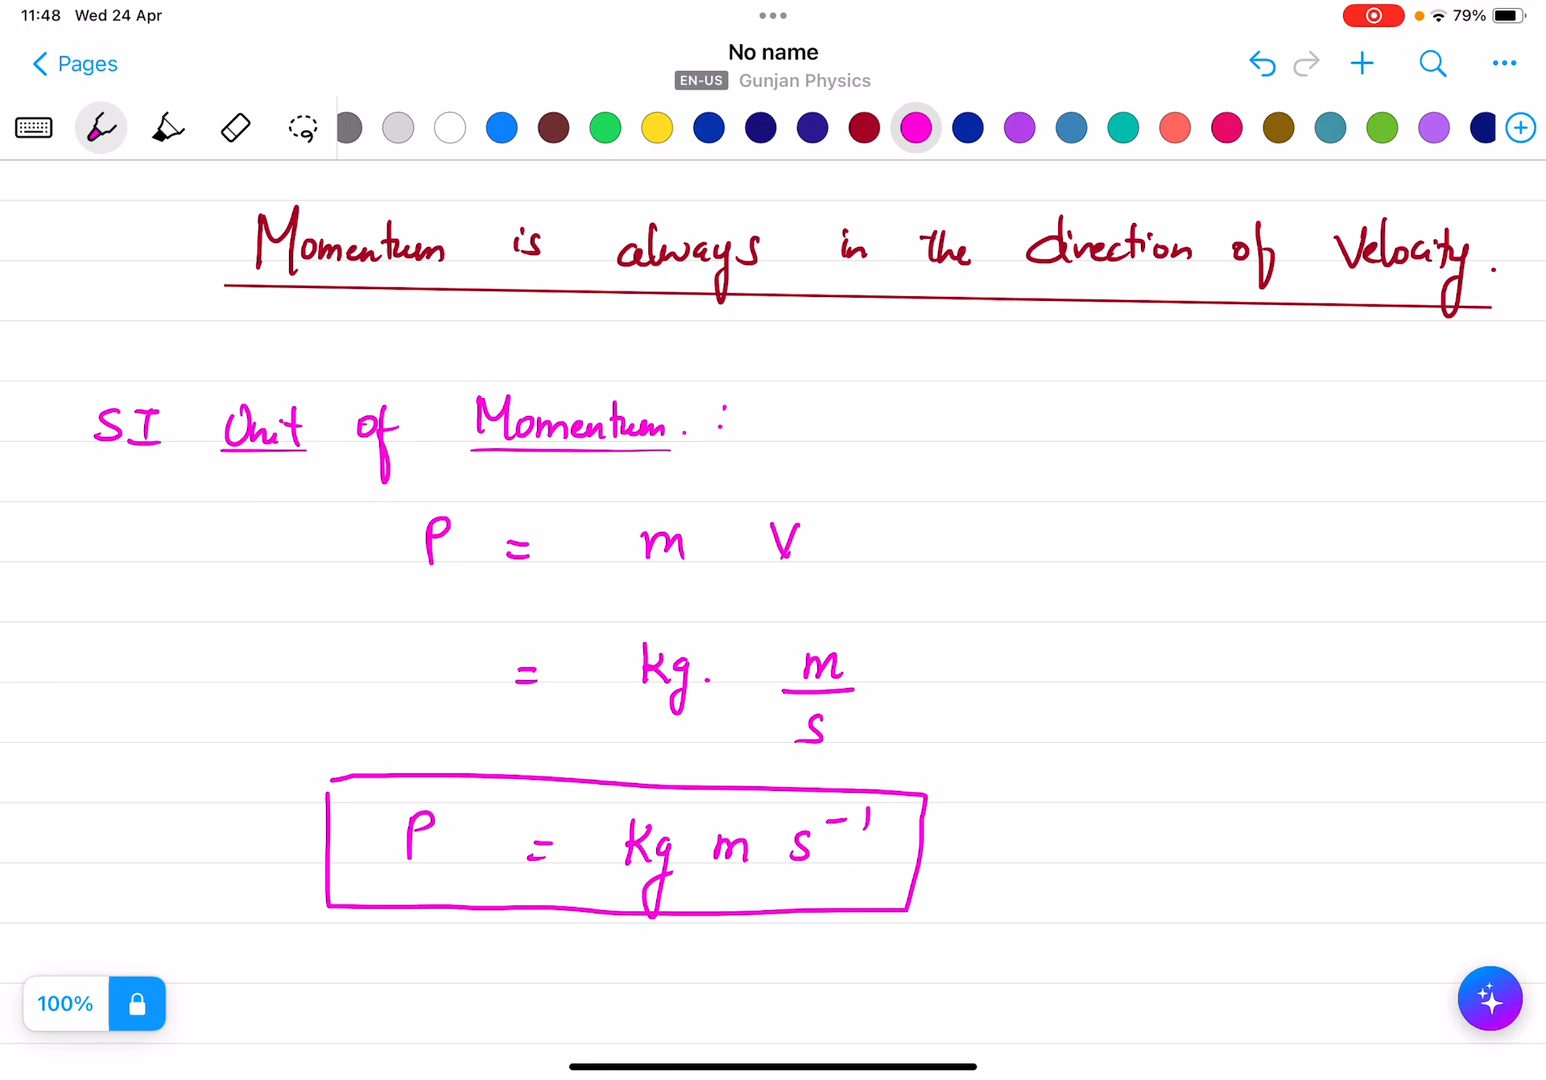 11:48 Wed 24 Apr 79%
Pages No name
EN-US Gunjan Physics
Momentum is always in the direction of Velocity.
SI Unit of Momentum. :
P = m V
= kg. m/s
P = kg m s⁻¹
100%